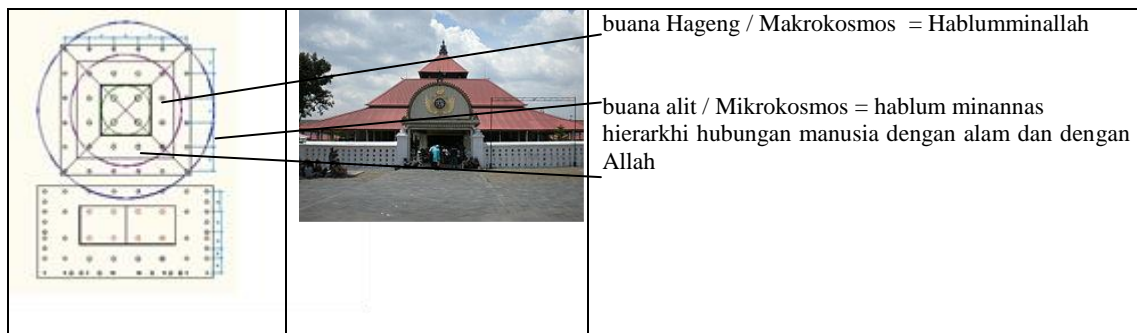 buana Hageng / Makrokosmos = Hablumminallah
buana alit / Mikrokosmos = hablum minannas
hierarkhi hubungan manusia dengan alam dan dengan
Allah